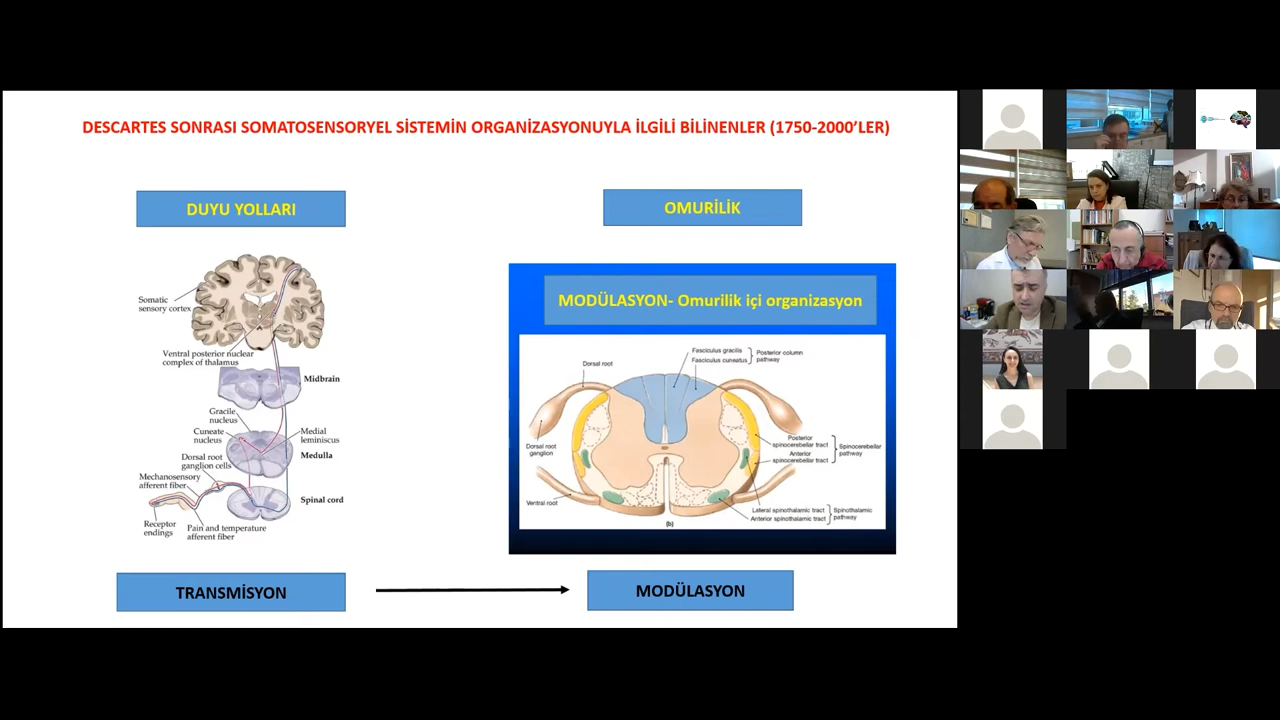 DESCARTES SONRASI SOMATOSENSORYEL SİSTEMİN ORGANİZASYONUYLA İLGİLİ BİLİNENLER (1750-2000'LER)
DUYU YOLLARI
Somatic
sensory cortex
Ventral posterior nuclear
complex of thalamus
Midbrain
Gracile
nucleus
Cuneate
nucleus
Medial
leminiscus
Medulla
Dorsal root
ganglion cells
Mechanosensory
afferent fiber
Spinal cord
Receptor
endings
Pain and temperature
afferent fiber
TRANSMİSYON
OMURİLİK
MODÜLASYON- Omurilik içi organizasyon
Fasciculus gracilis
Fasciculus cuneatus
Posterior column
pathway
Dorsal root
Dorsal root
ganglion
Posterior
spinocerebellar tract
Anterior
spinocerebellar tract
Spinocerebellar
pathway
Ventral root
Lateral spinothalamic tract
Anterior spinothalamic tract
Spinothalamic
pathway
(b)
MODÜLASYON